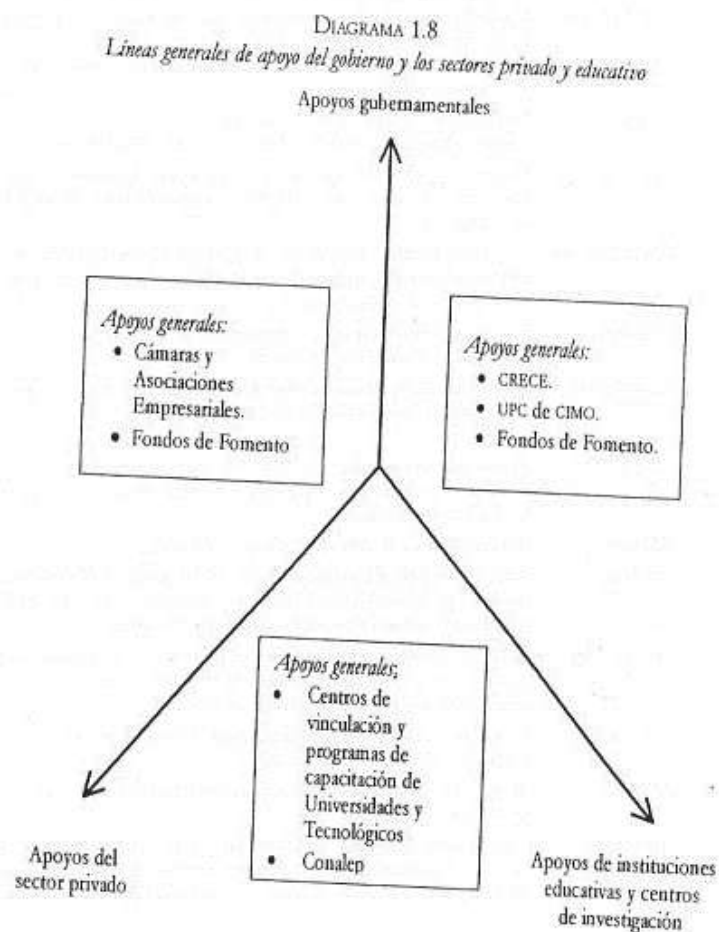 DIAGRAMA 1.8
Líneas generales de apoyo del gobierno y los sectores privado y educativo
Apoyos gubernamentales
Apoyos generales:
• Cámaras y
Asociaciones
Empresariales.
• Fondos de Fomento
Apoyos generales:
• CRECE.
• UPC de CIMO.
• Fondos de Fomento.
Apoyos generales;
• Centros de
vinculación y
programas de
capacitación de
Universidades y
Tecnológicos
• Conalep
Apoyos del
sector privado
Apoyos de instituciones
educativas y centros
de investigación